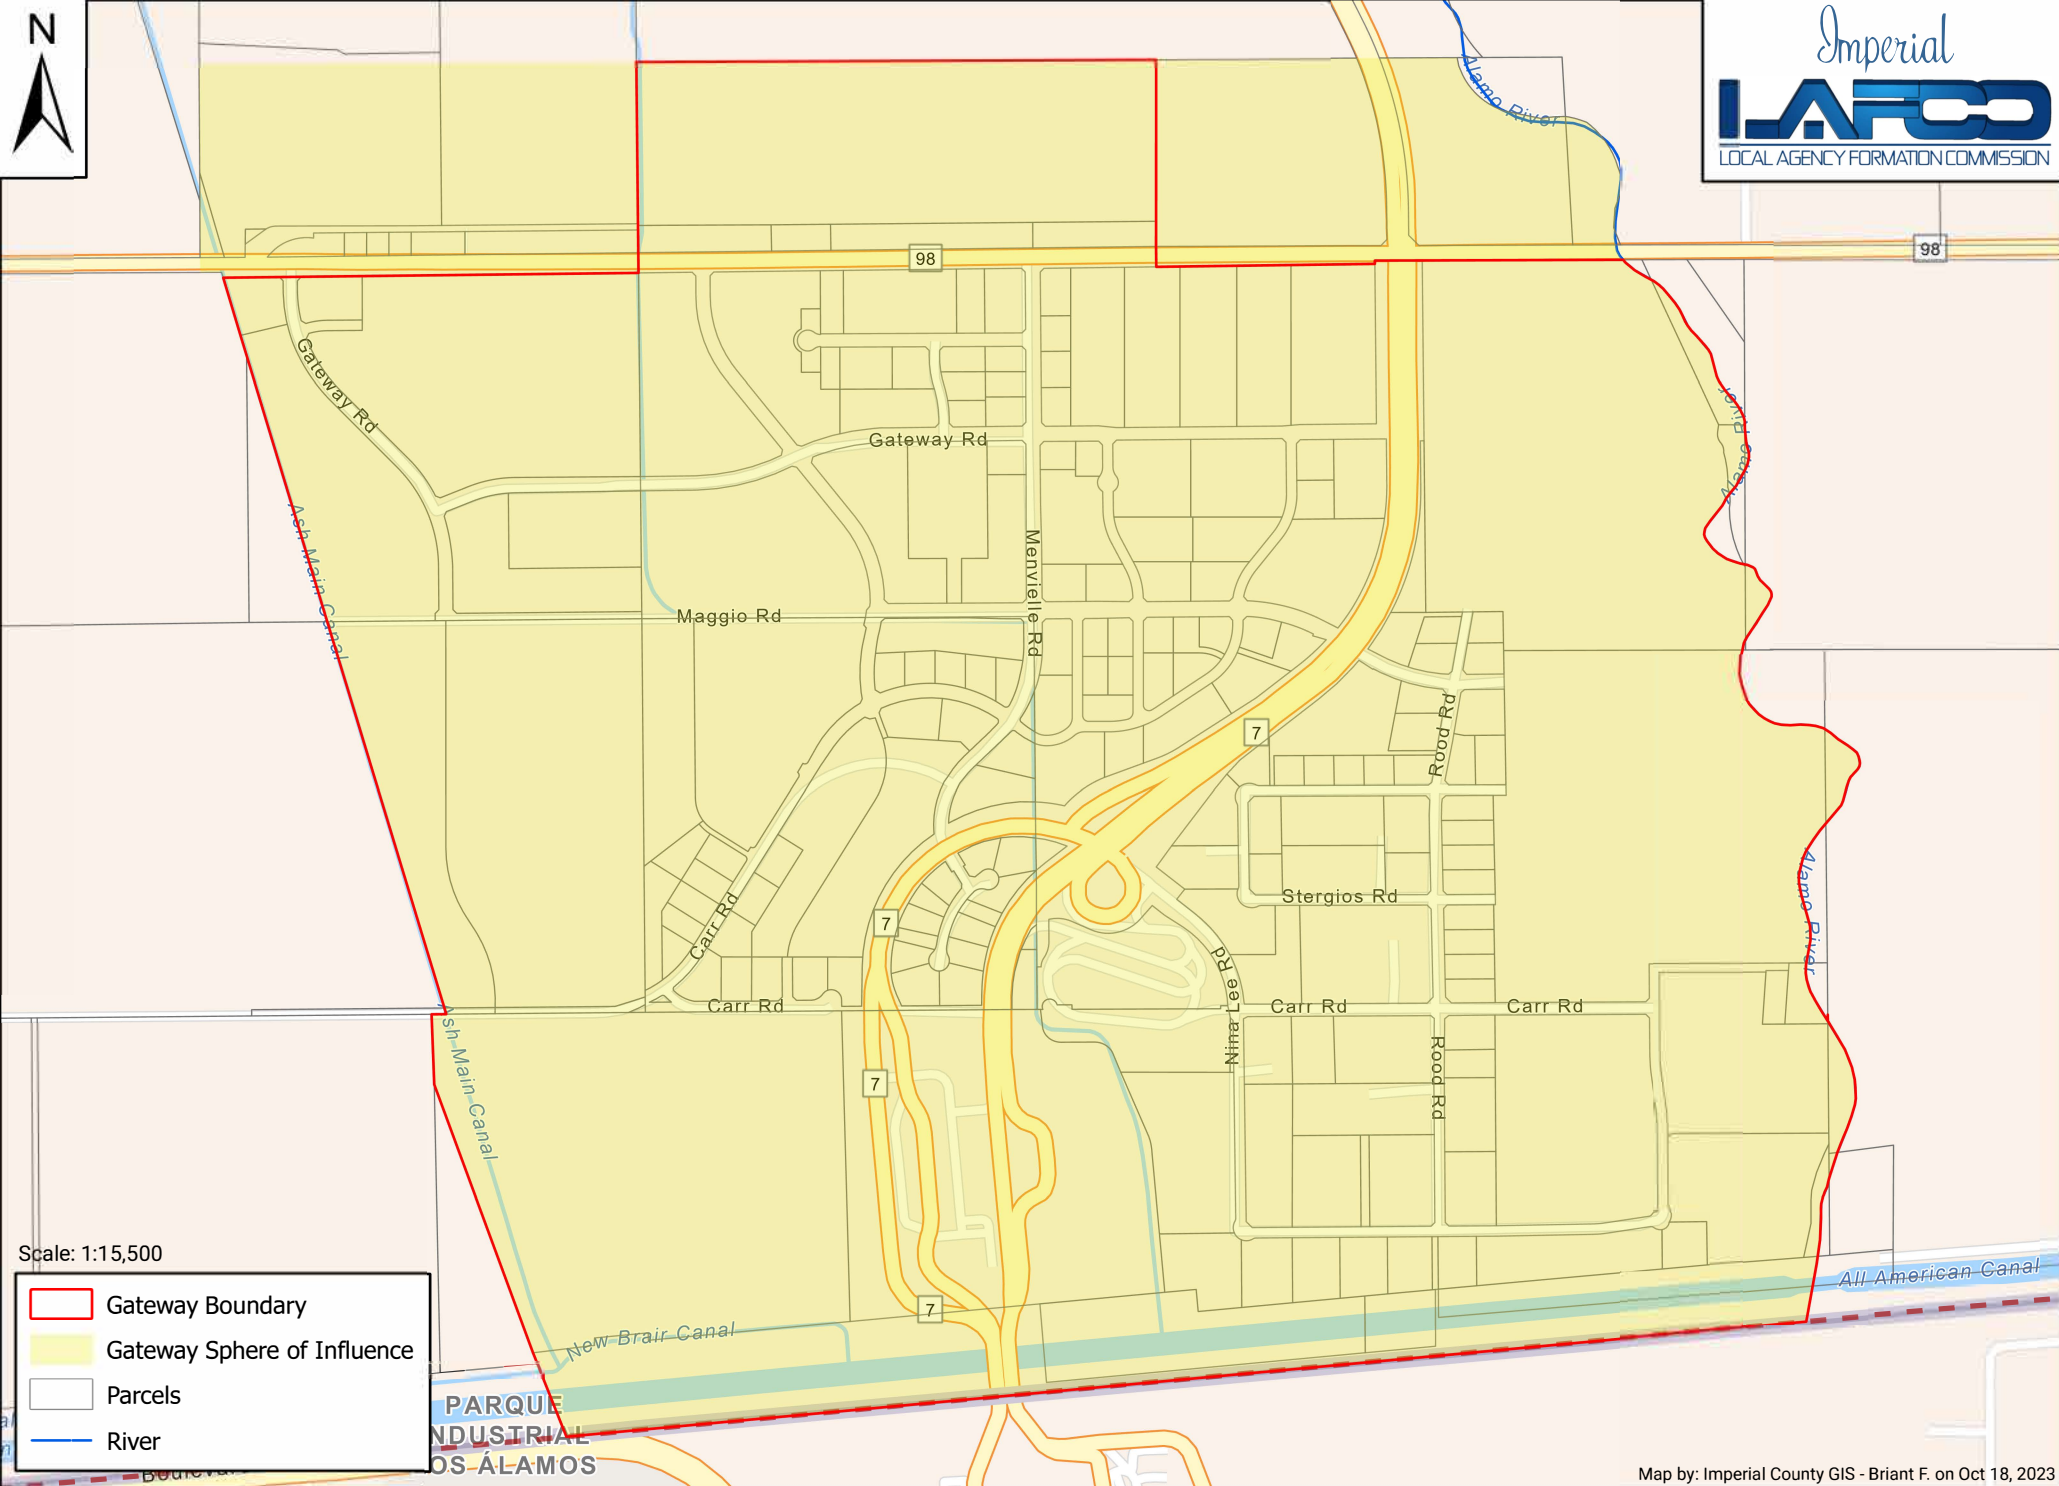 N
Imperial
LAFCO
LOCAL AGENCY FORMATION COMMISSION
Alamo River
98
98
Gateway Rd
Alamo River
Gateway Rd
Ash Main Canal
Menvielle Rd
Maggio Rd
Rood Rd
7
Stergios Rd
Alamo River
Carr Rd
7
Nina Lee Rd
Carr Rd
Carr Rd
Carr Rd
Ash Main Canal
Rood Rd
7
All American Canal
7
New Brair Canal
Scale: 1:15,500
Gateway Boundary
Gateway Sphere of Influence
Parcels
River
PARQUE
NDUSTRIAL
OS ÁLAMOS
Map by: Imperial County GIS - Briant F. on Oct 18, 2023